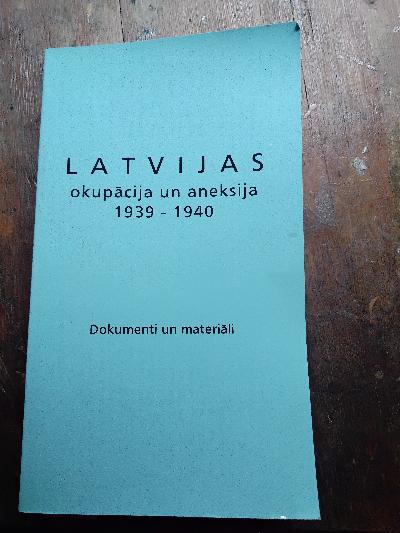 LATVIJAS
okupācija un aneksija
1939 - 1940
Dokumenti un materiāli